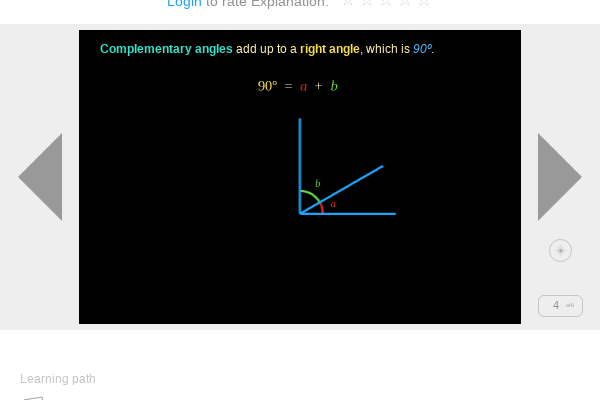 Login to rate Explanation:
Complementary angles add up to a right angle, which is 90º.
90° = a + b
b
a
4
Learning path